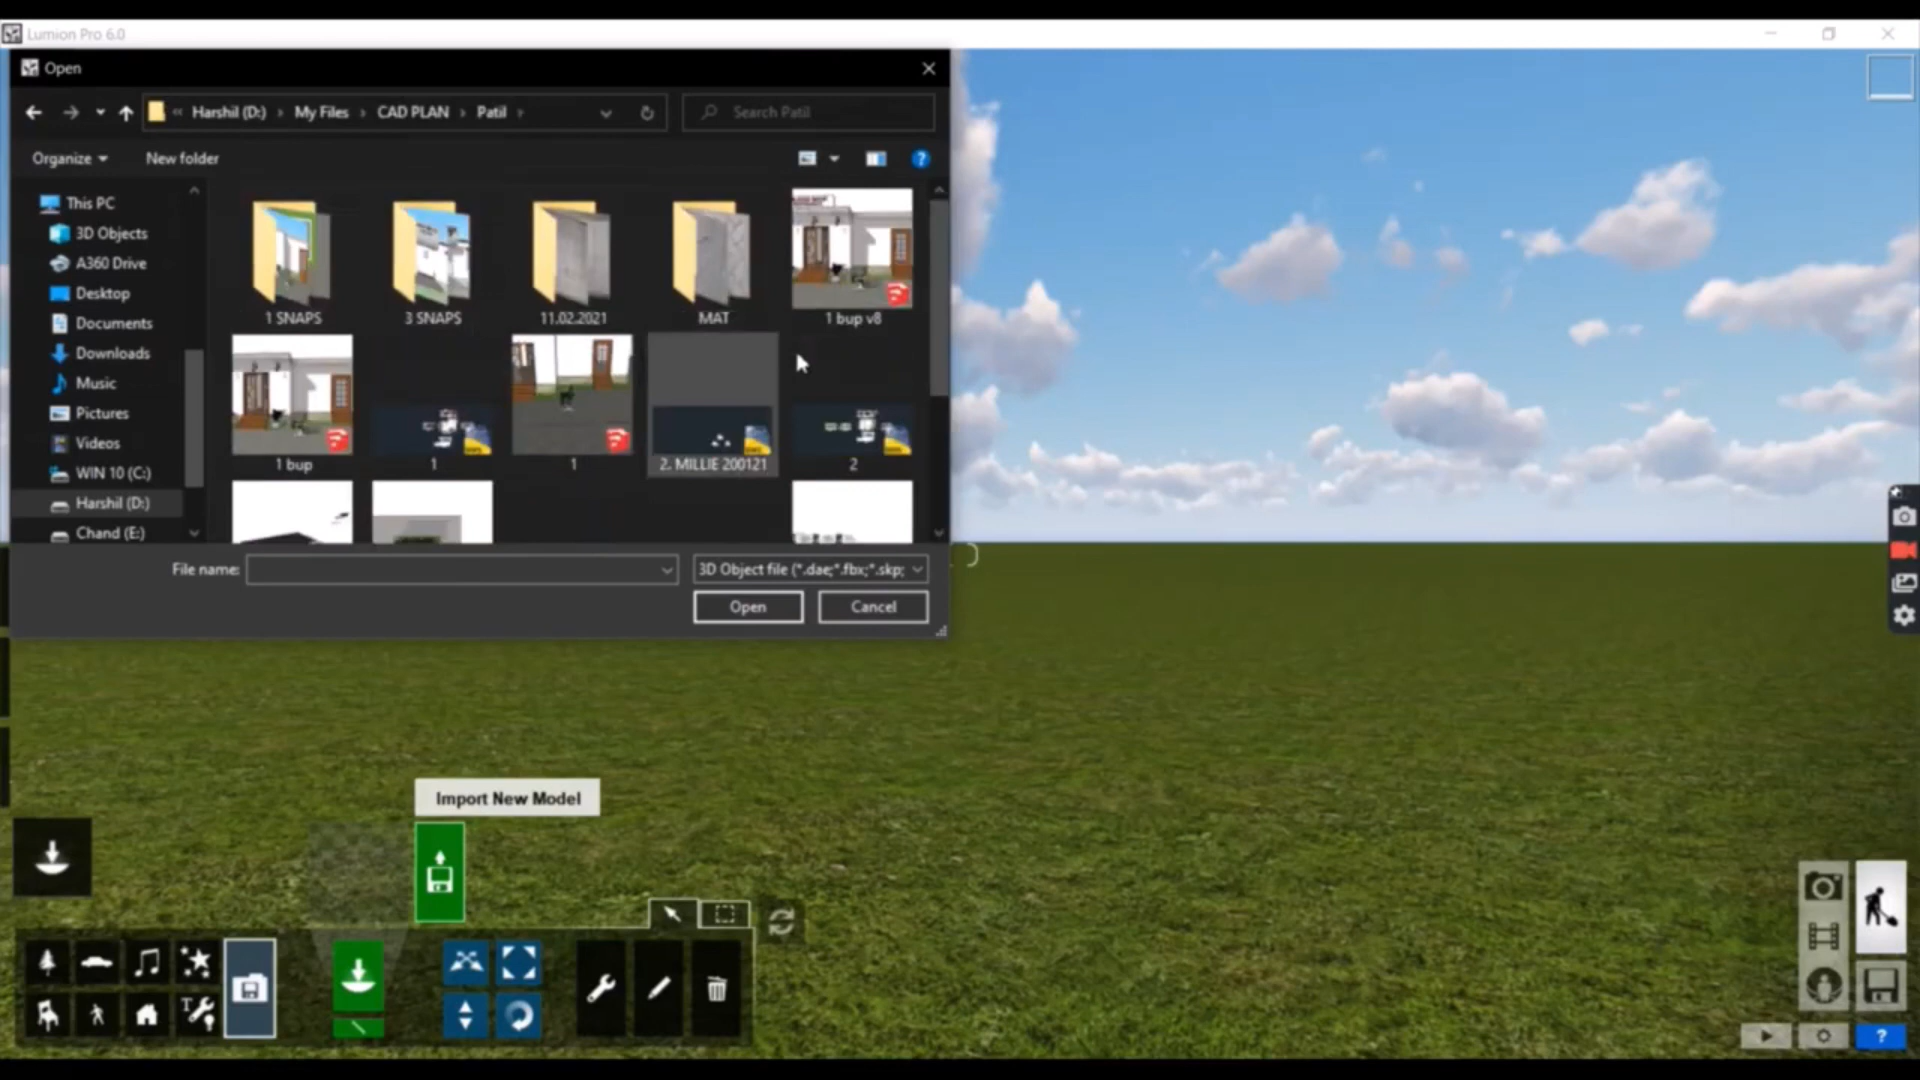 Lumion Pro 6.0
Open
« Harshil (D:) › My Files › CAD PLAN › Patil ›
Search Patil
Organize
New folder
This PC
3D Objects
A360 Drive
Desktop
Documents
Downloads
Music
Pictures
Videos
WIN 10 (C:)
Harshil (D:)
Chand (E:)
1 SNAPS
3 SNAPS
11.02.2021
MAT
1 bup v8
1 bup
1
1
2. MILLIE 200121
2
File name:
3D Object file (*.dae;*.fbx;*.skp;
Open
Cancel
Import New Model
?